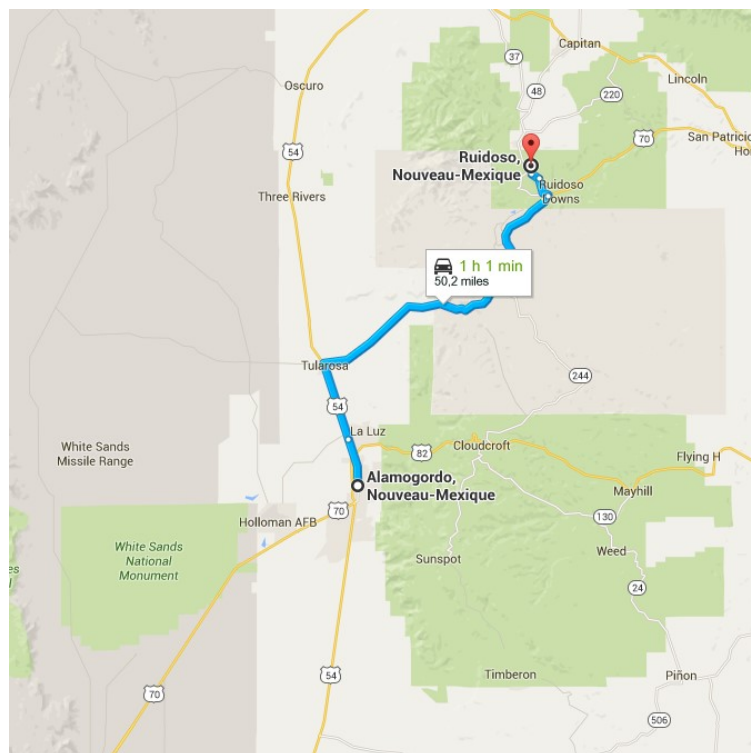 Capitan
37
48
Lincoln
Oscuro
220
54
70
San Patricio
Ho
Ruidoso,
Nouveau-Mexique
Ruidoso
Downs
Three Rivers
1 h 1 min
50,2 miles
Tularosa
244
54
La Luz
White Sands
Missile Range
82
Cloudcroft
Flying H
Alamogordo,
Nouveau-Mexique
Mayhill
70
Holloman AFB
130
White Sands
National
Monument
Sunspot
Weed
24
Timberon
Piñon
70
54
506